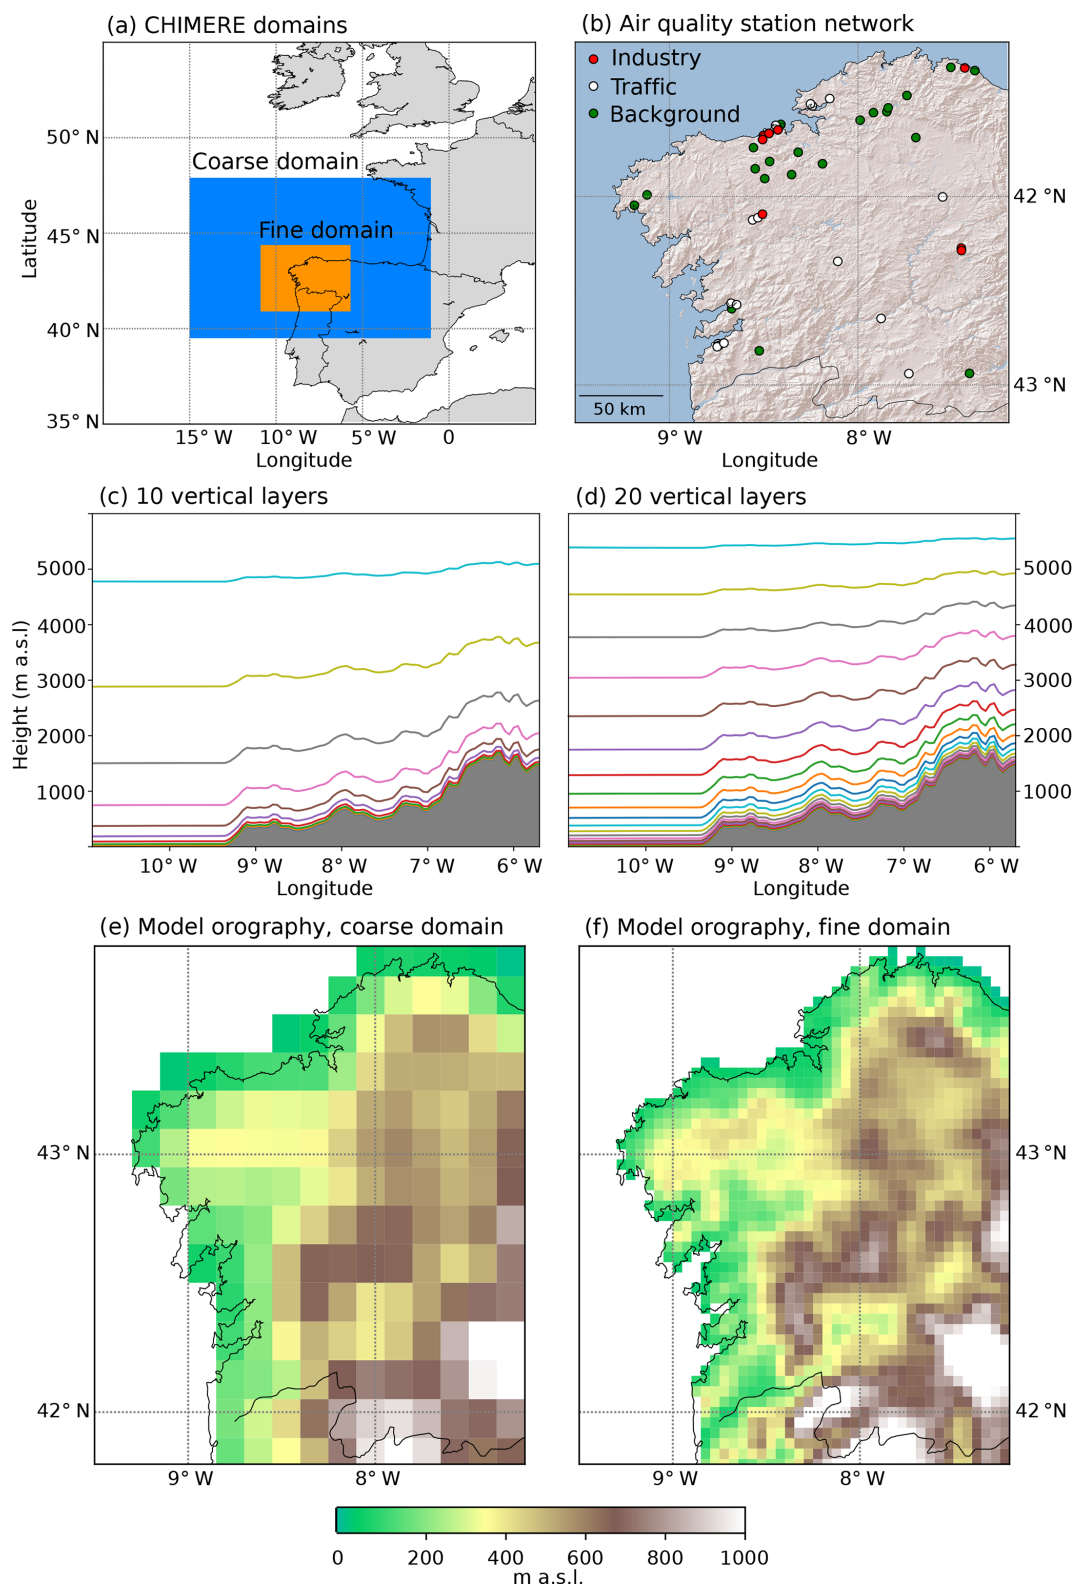 (a) CHIMERE domains
50° N
45° N
40° N
35° N
Latitude
Coarse domain
Fine domain
15° W 10° W 5° W 0
Longitude
(b) Air quality station network
Industry
Traffic
Background
42 °N
43 °N
50 km
9° W 8° W
Longitude
(c) 10 vertical layers
5000
4000
3000
2000
1000
Height (m a.s.l)
10° W 9° W 8° W 7° W 6° W
Longitude
(d) 20 vertical layers
5000
4000
3000
2000
1000
10° W 9° W 8° W 7° W 6° W
Longitude
(e) Model orography, coarse domain
43° N
42° N
9° W 8° W
(f) Model orography, fine domain
43° N
42° N
9° W 8° W
0 200 400 600 800 1000
m a.s.l.